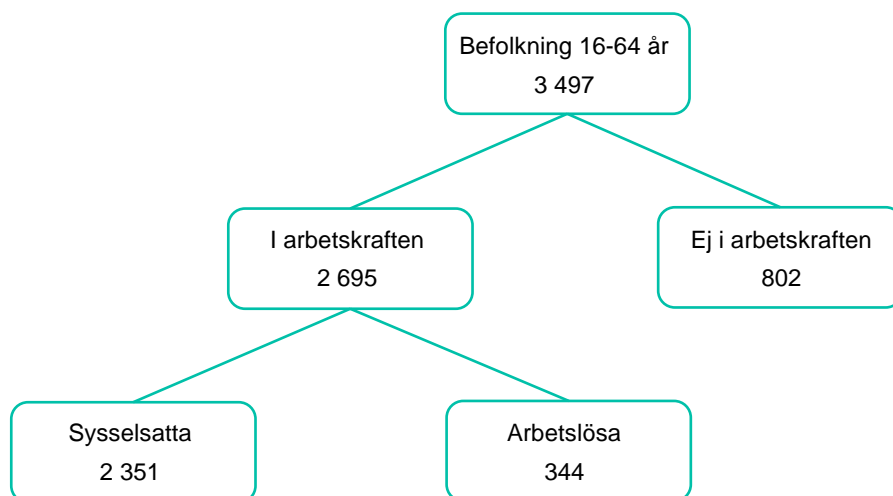 Befolkning 16-64 år
3 497
I arbetskraften
2 695
Ej i arbetskraften
802
Sysselsatta
2 351
Arbetslösa
344